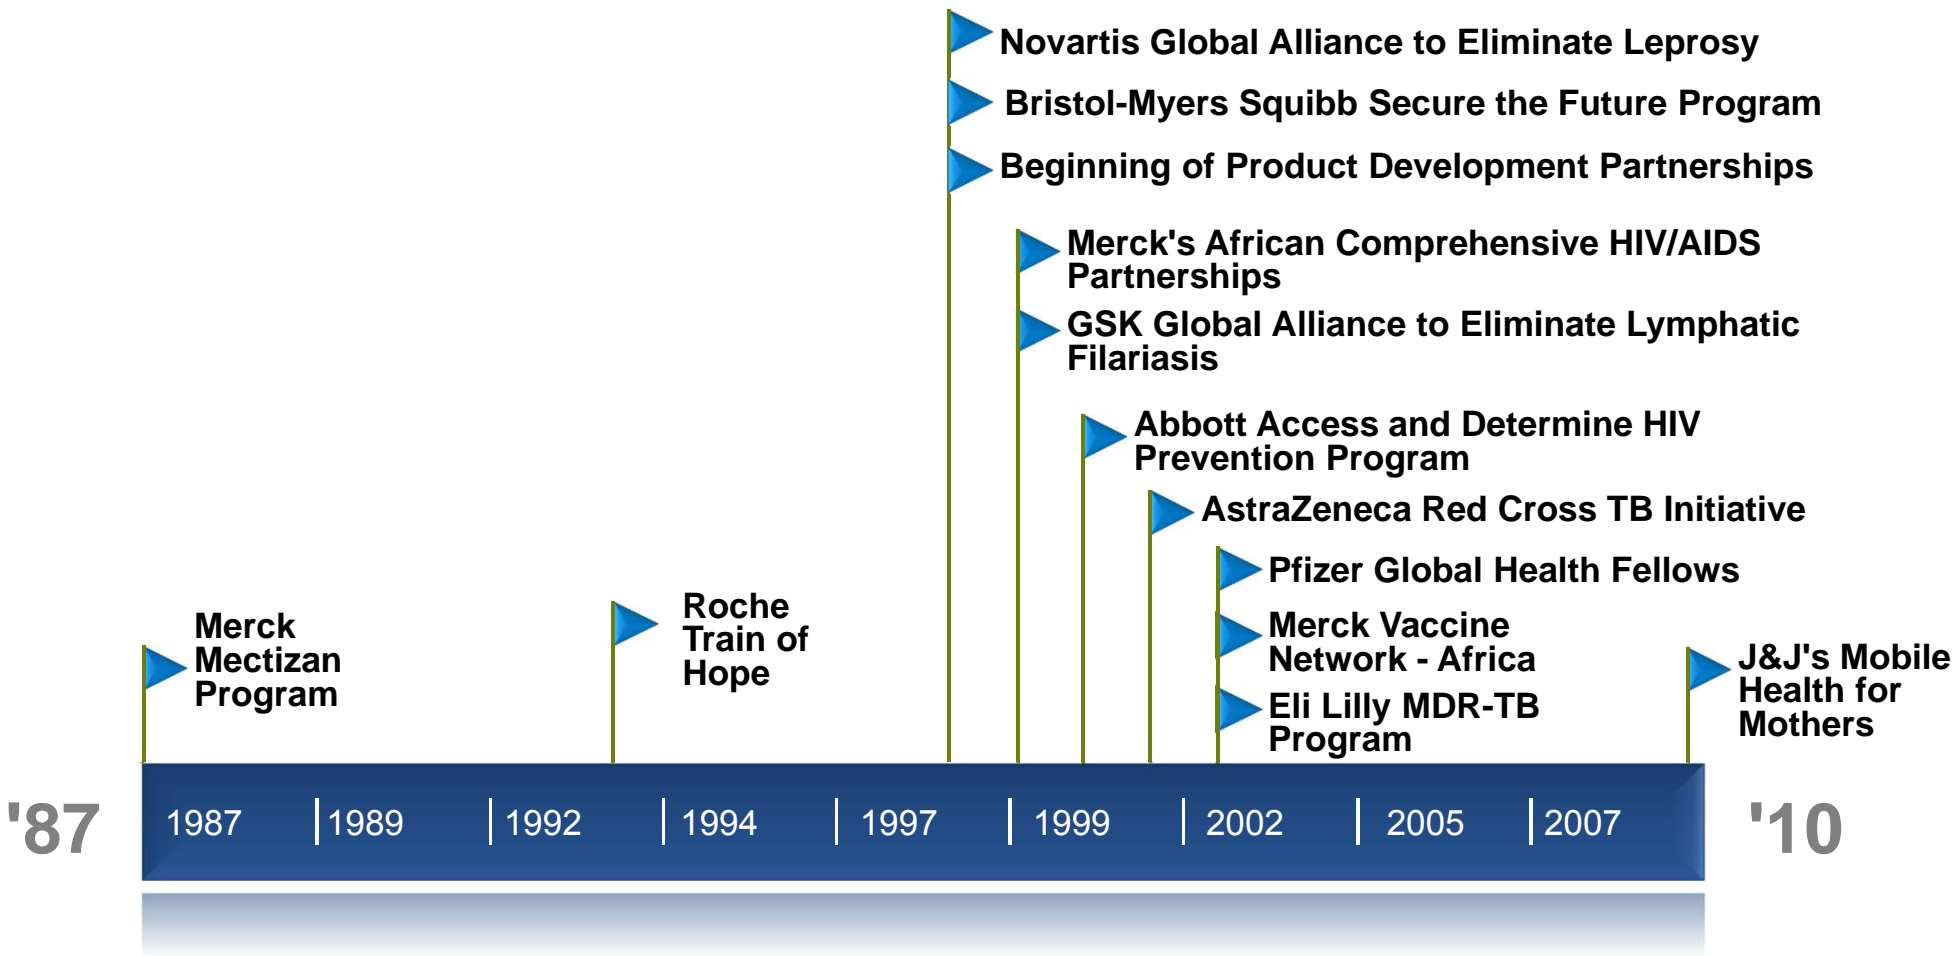 Novartis Global Alliance to Eliminate Leprosy
Bristol-Myers Squibb Secure the Future Program
Beginning of Product Development Partnerships
Merck's African Comprehensive HIV/AIDS
Partnerships
GSK Global Alliance to Eliminate Lymphatic
Filariasis
Abbott Access and Determine HIV
Prevention Program
AstraZeneca Red Cross TB Initiative
Pfizer Global Health Fellows
Merck Vaccine
Network - Africa
Eli Lilly MDR-TB
Program
Roche
Train of
Hope
Merck
Mectizan
Program
J&J's Mobile
Health for
Mothers
'87
1987
1989
1992
1994
1997
1999
2002
2005
2007
'10